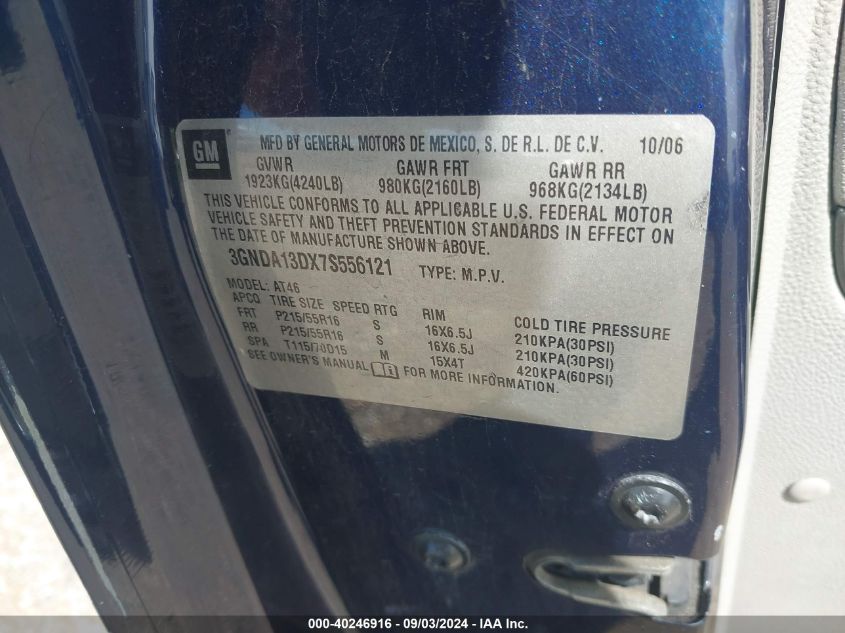 GM
MFD BY GENERAL MOTORS DE MEXICO, S. DE R.L. DE C.V. 10/06
GVWR GAWR FRT GAWR RR
1923KG(4240LB) 980KG(2160LB) 968KG(2134LB)
THIS VEHICLE CONFORMS TO ALL APPLICABLE U.S. FEDERAL MOTOR
VEHICLE SAFETY AND THEFT PREVENTION STANDARDS IN EFFECT ON
THE DATE OF MANUFACTURE SHOWN ABOVE.
3GNDA13DX7S556121 TYPE: M.P.V.
MODEL: AT46
APCQ TIRE SIZE SPEED RTG RIM COLD TIRE PRESSURE
FRT P215/55R16 S 16X6.5J 210KPA(30PSI)
RR P215/55R16 S 16X6.5J 210KPA(30PSI)
SPA T115/70D15 M 15X4T 420KPA(60PSI)
SEE OWNER'S MANUAL FOR MORE INFORMATION.
000-40246916 - 09/03/2024 - IAA Inc.